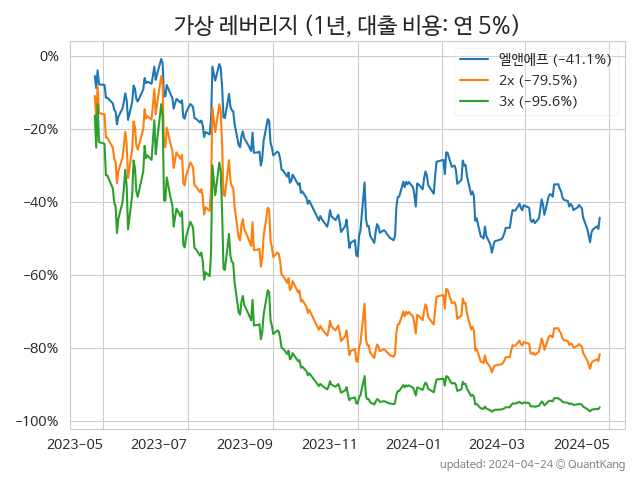 가상 레버리지 (1년, 대출 비용: 연 5%)
엘앤에프 (−41.1%)
2x (−79.5%)
3x (−95.6%)
0%
−20%
−40%
−60%
−80%
−100%
2023-05 2023-07 2023-09 2023-11 2024-01 2024-03 2024-05
updated: 2024-04-24 © QuantKang